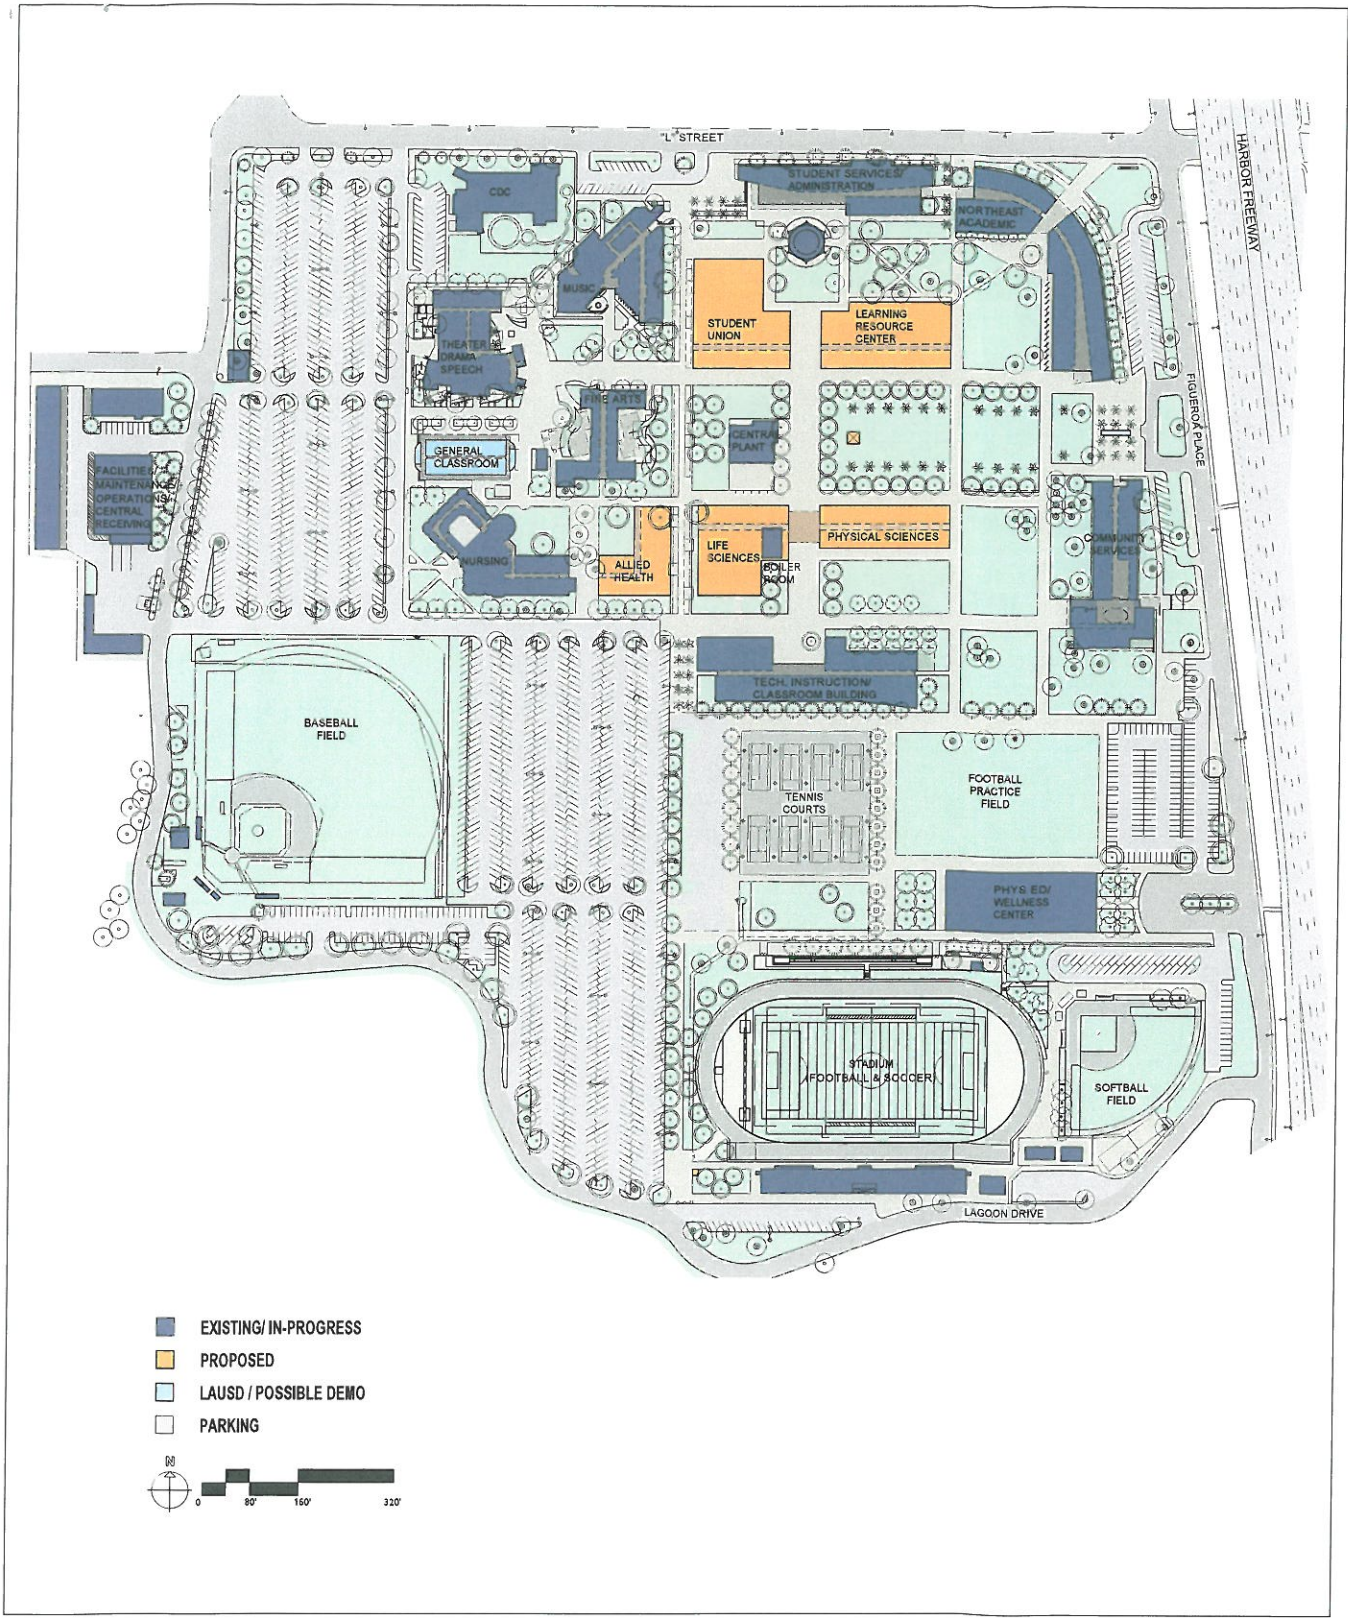 "L" STREET
HARBOR FREEWAY
CDC
STUDENT SERVICES/
ADMINISTRATION
NORTHEAST
ACADEMIC
MUSIC
STUDENT
UNION
LEARNING
RESOURCE
CENTER
THEATER
DRAMA
SPEECH
FINE ARTS
FIGUEROA PLACE
CENTRAL
PLANT
GENERAL
CLASSROOM
FACILITIES/
MAINTENANCE/
OPERATIONS/
CENTRAL
RECEIVING
NURSING
ALLIED
HEALTH
LIFE
SCIENCES
BOILER
ROOM
PHYSICAL SCIENCES
COMMUNITY
SERVICES
TECH. INSTRUCTION/
CLASSROOM BUILDING
BASEBALL
FIELD
TENNIS
COURTS
FOOTBALL
PRACTICE
FIELD
PHYS ED/
WELLNESS
CENTER
STADIUM
(FOOTBALL & SOCCER)
SOFTBALL
FIELD
LAGOON DRIVE
EXISTING/ IN-PROGRESS
PROPOSED
LAUSD / POSSIBLE DEMO
PARKING
N
0 80' 160' 320'